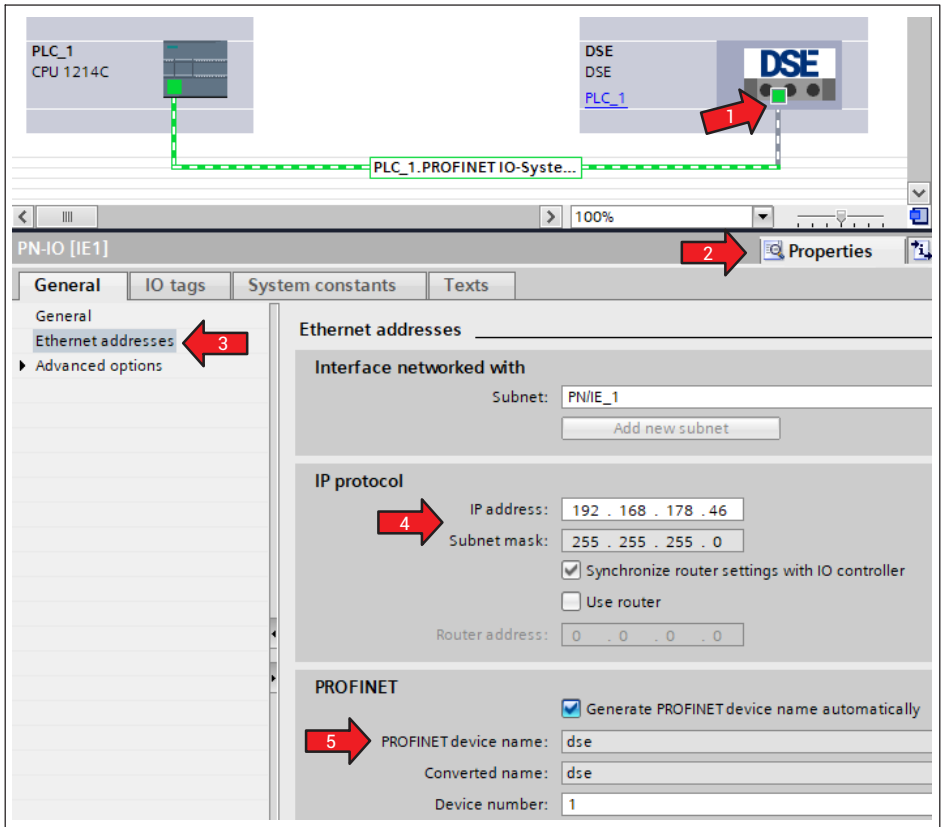 PLC_1
CPU 1214C
DSE
DSE
PLC_1
DSE
1
PLC_1.PROFINET IO-Syste...
100%
PN-IO [IE1]
2
Properties
General
IO tags
System constants
Texts
General
Ethernet addresses
3
Advanced options
Ethernet addresses
Interface networked with
Subnet: PN/IE_1
Add new subnet
IP protocol
4
IP address: 192 . 168 . 178 . 46
Subnet mask: 255 . 255 . 255 . 0
Synchronize router settings with IO controller
Use router
Router address: 0 . 0 . 0 . 0
PROFINET
Generate PROFINET device name automatically
5
PROFINET device name: dse
Converted name: dse
Device number: 1